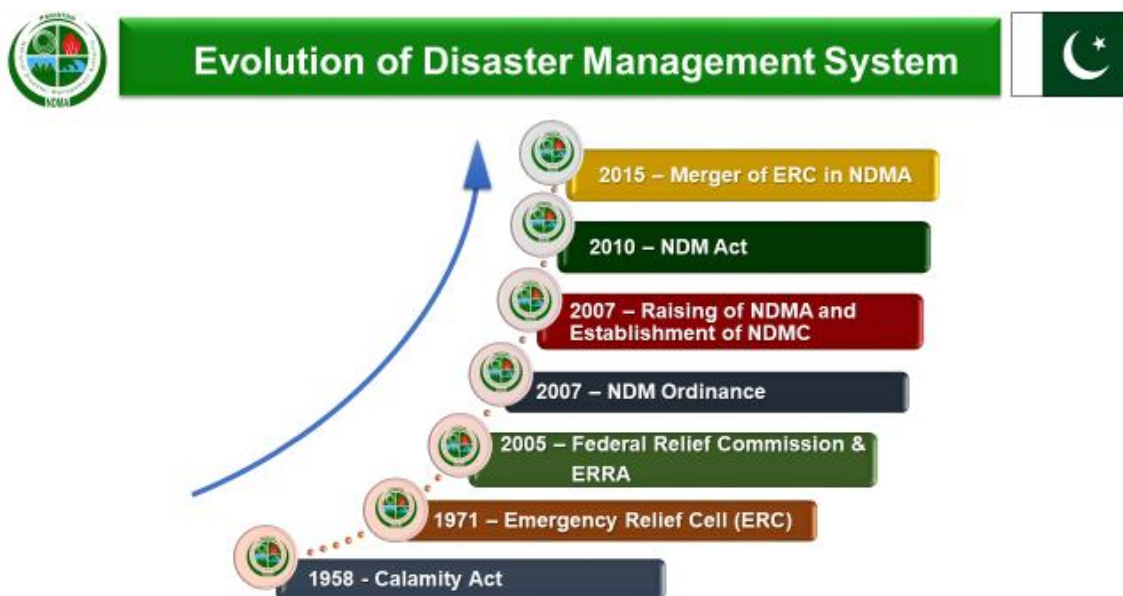 Evolution of Disaster Management System
NDMA
2015 – Merger of ERC in NDMA
2010 – NDM Act
2007 – Raising of NDMA and
Establishment of NDMC
2007 – NDM Ordinance
2005 – Federal Relief Commission &
ERRA
1971 – Emergency Relief Cell (ERC)
1958 - Calamity Act